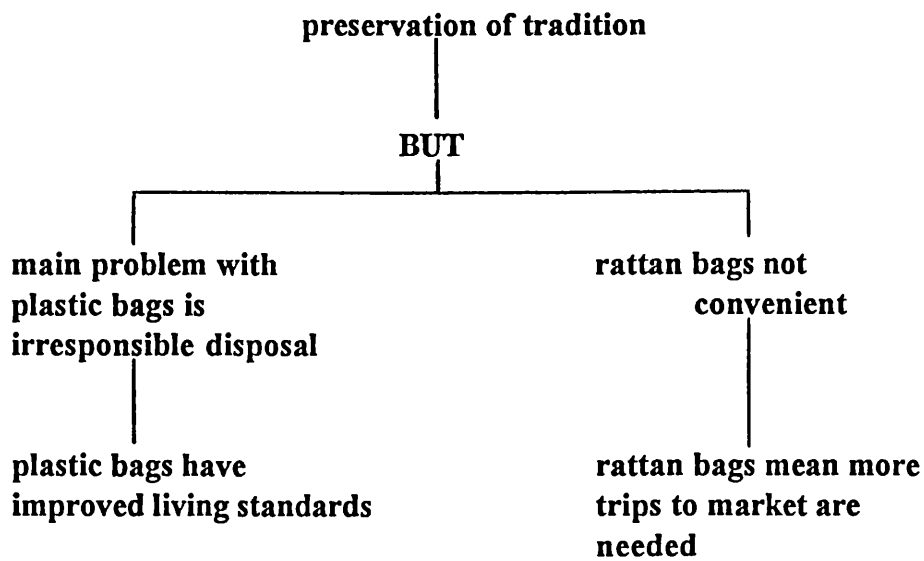 preservation of tradition
BUT
main problem with
plastic bags is
irresponsible disposal
rattan bags not
convenient
plastic bags have
improved living standards
rattan bags mean more
trips to market are
needed